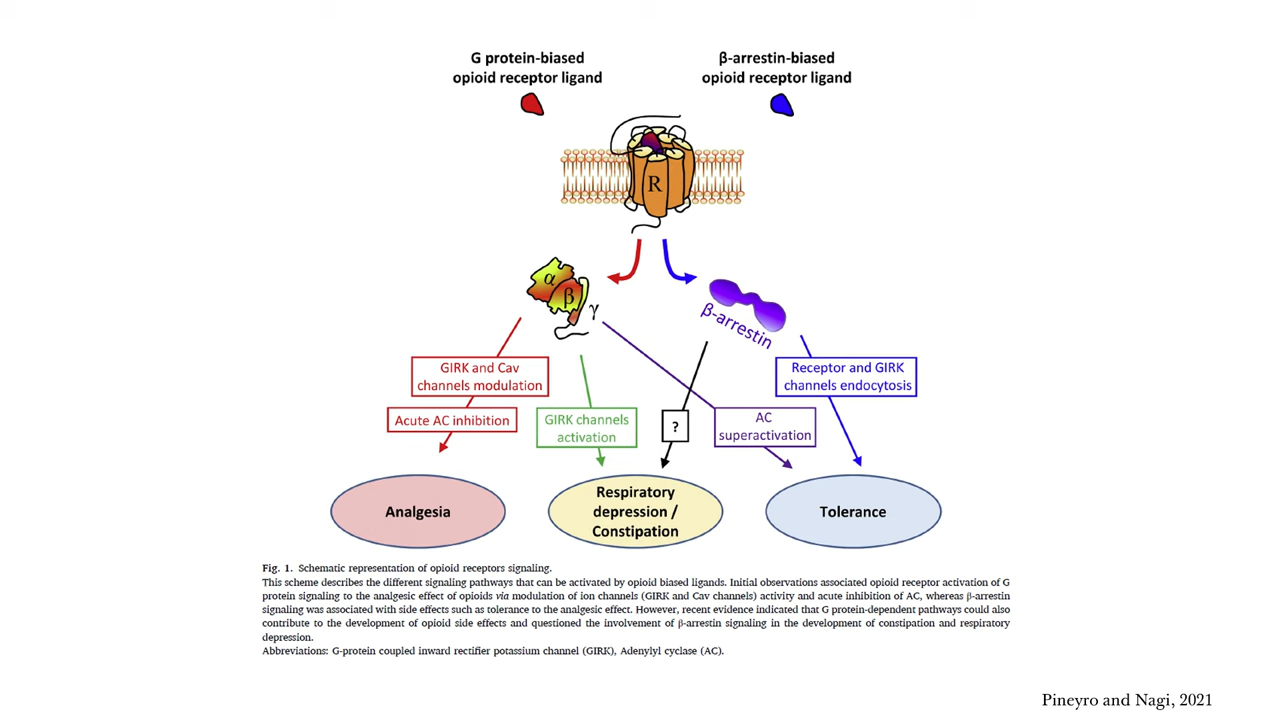 G protein-biased
opioid receptor ligand
β-arrestin-biased
opioid receptor ligand
R
α
β
γ
β-arrestin
GIRK and Cav
channels modulation
Receptor and GIRK
channels endocytosis
Acute AC inhibition
GIRK channels
activation
?
AC
superactivation
Analgesia
Respiratory
depression /
Constipation
Tolerance
Fig. 1. Schematic representation of opioid receptors signaling.
This scheme describes the different signaling pathways that can be activated by opioid biased ligands. Initial observations associated opioid receptor activation of G
protein signaling to the analgesic effect of opioids via modulation of ion channels (GIRK and Cav channels) activity and acute inhibition of AC, whereas β-arrestin
signaling was associated with side effects such as tolerance to the analgesic effect. However, recent evidence indicated that G protein-dependent pathways could also
contribute to the development of opioid side effects and questioned the involvement of β-arrestin signaling in the development of constipation and respiratory
depression.
Abbreviations: G-protein coupled inward rectifier potassium channel (GIRK), Adenylyl cyclase (AC).
Pineyro and Nagi, 2021